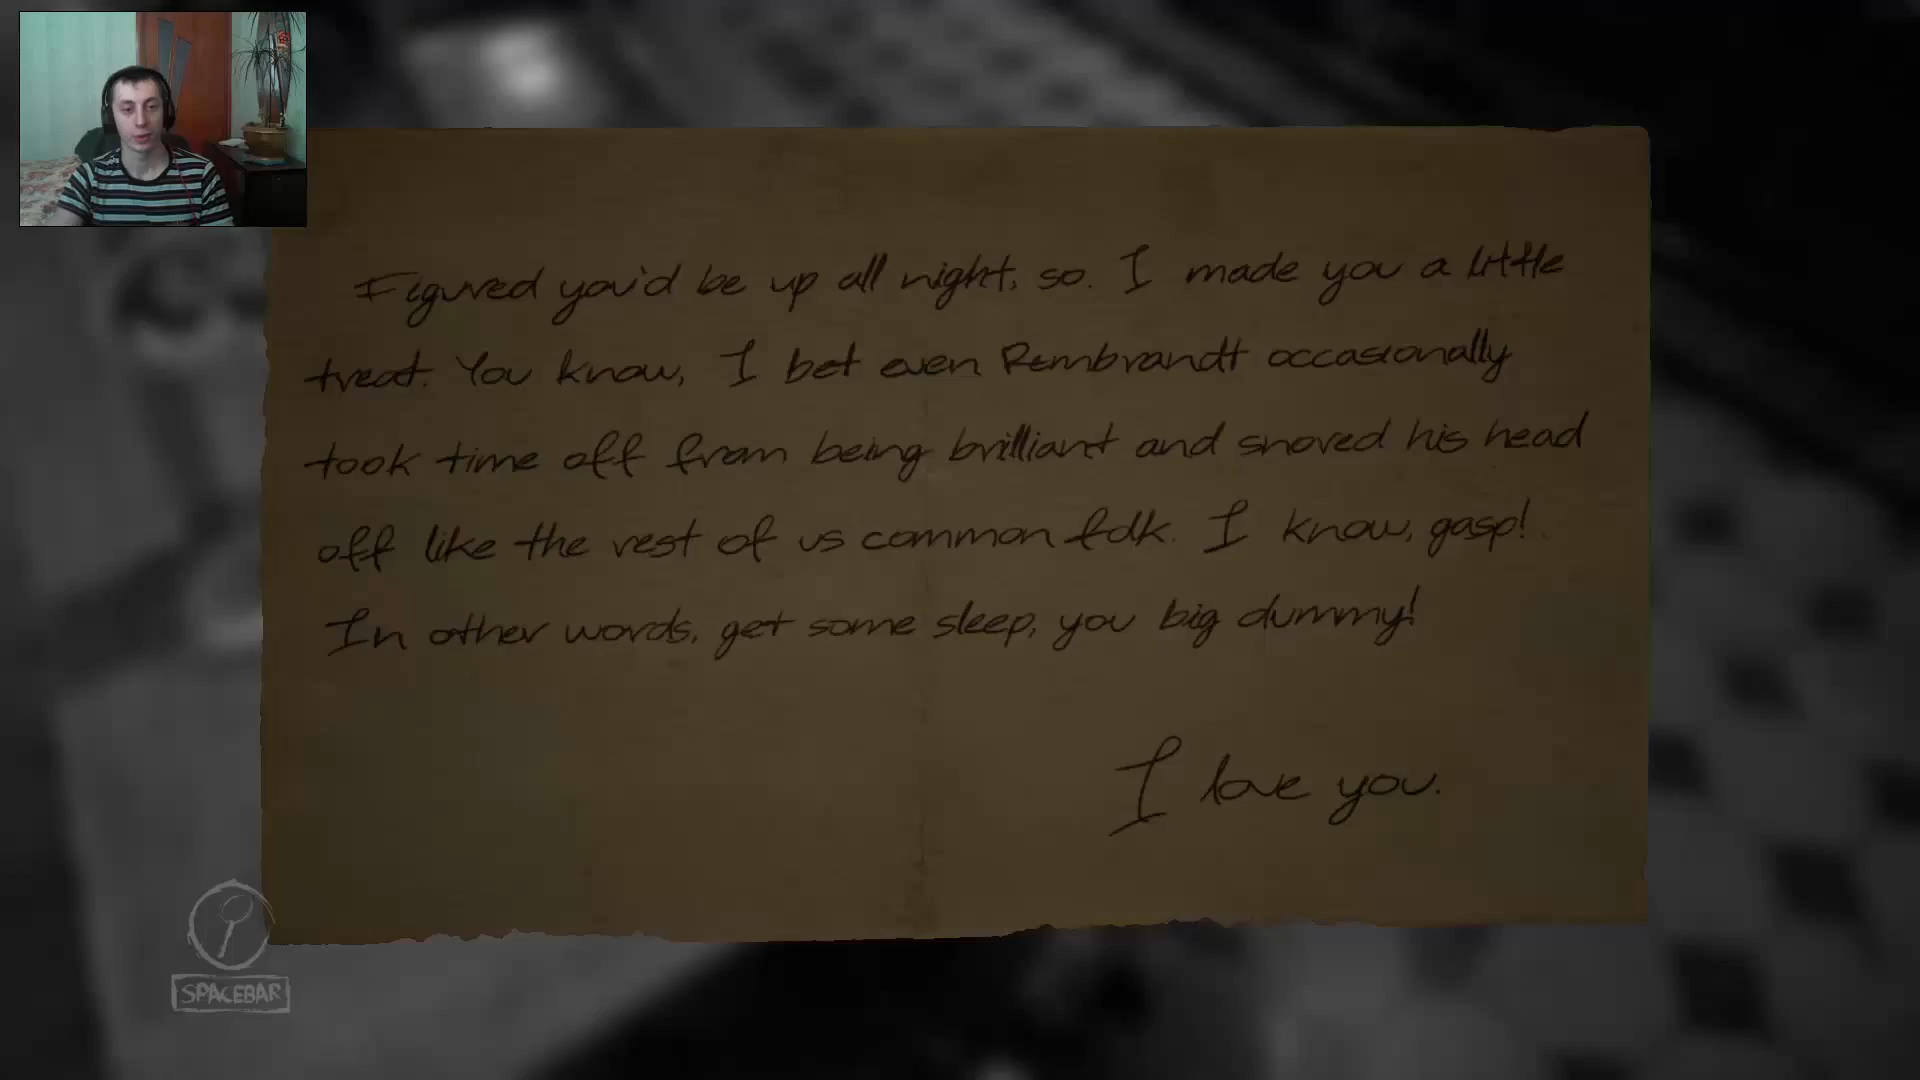 Figured you'd be up all night, so. I made you a little
treat. You know, I bet even Rembrandt occasionally
took time off from being brilliant and snored his head
off like the rest of us common folk. I know, gasp!
In other words, get some sleep, you big dummy!
I love you.
SPACEBAR